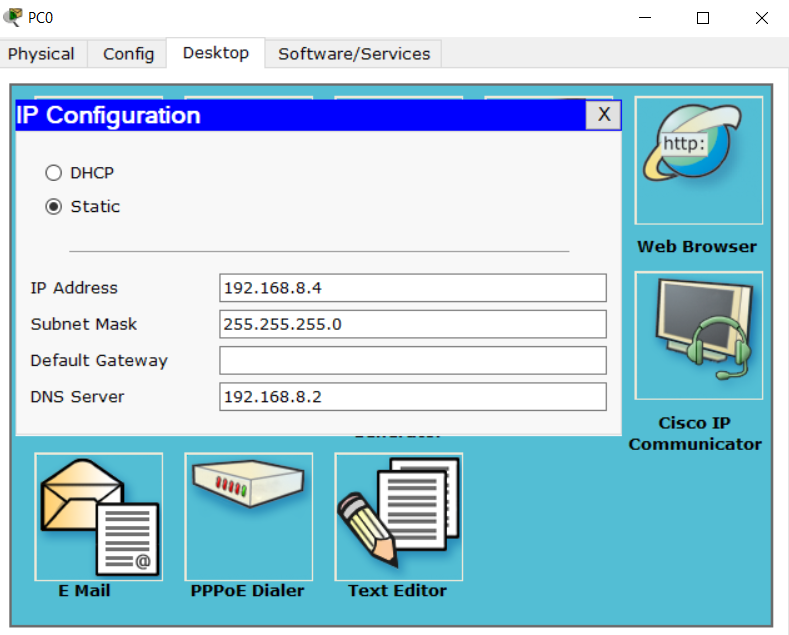 PC0
Physical Config Desktop Software/Services
IP Configuration X
DHCP
Static
IP Address 192.168.8.4
Subnet Mask 255.255.255.0
Default Gateway
DNS Server 192.168.8.2
http:
Web Browser
Cisco IP
Communicator
@
E Mail PPPoE Dialer Text Editor